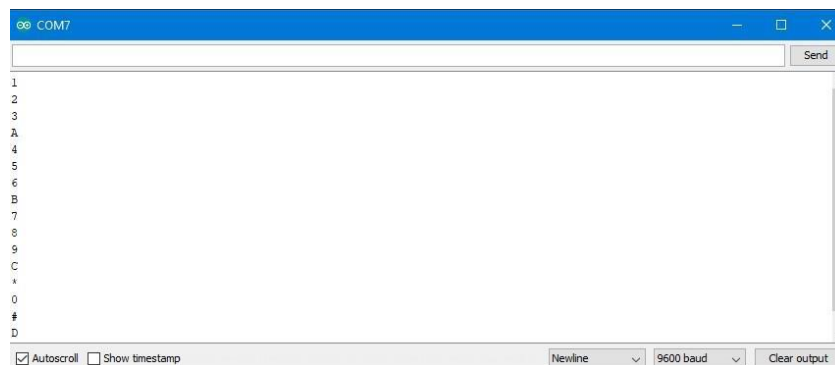 COM7
Send
1
2
3
A
4
5
6
B
7
8
9
C
*
0
#
D
Autoscroll Show timestamp Newline 9600 baud Clear output